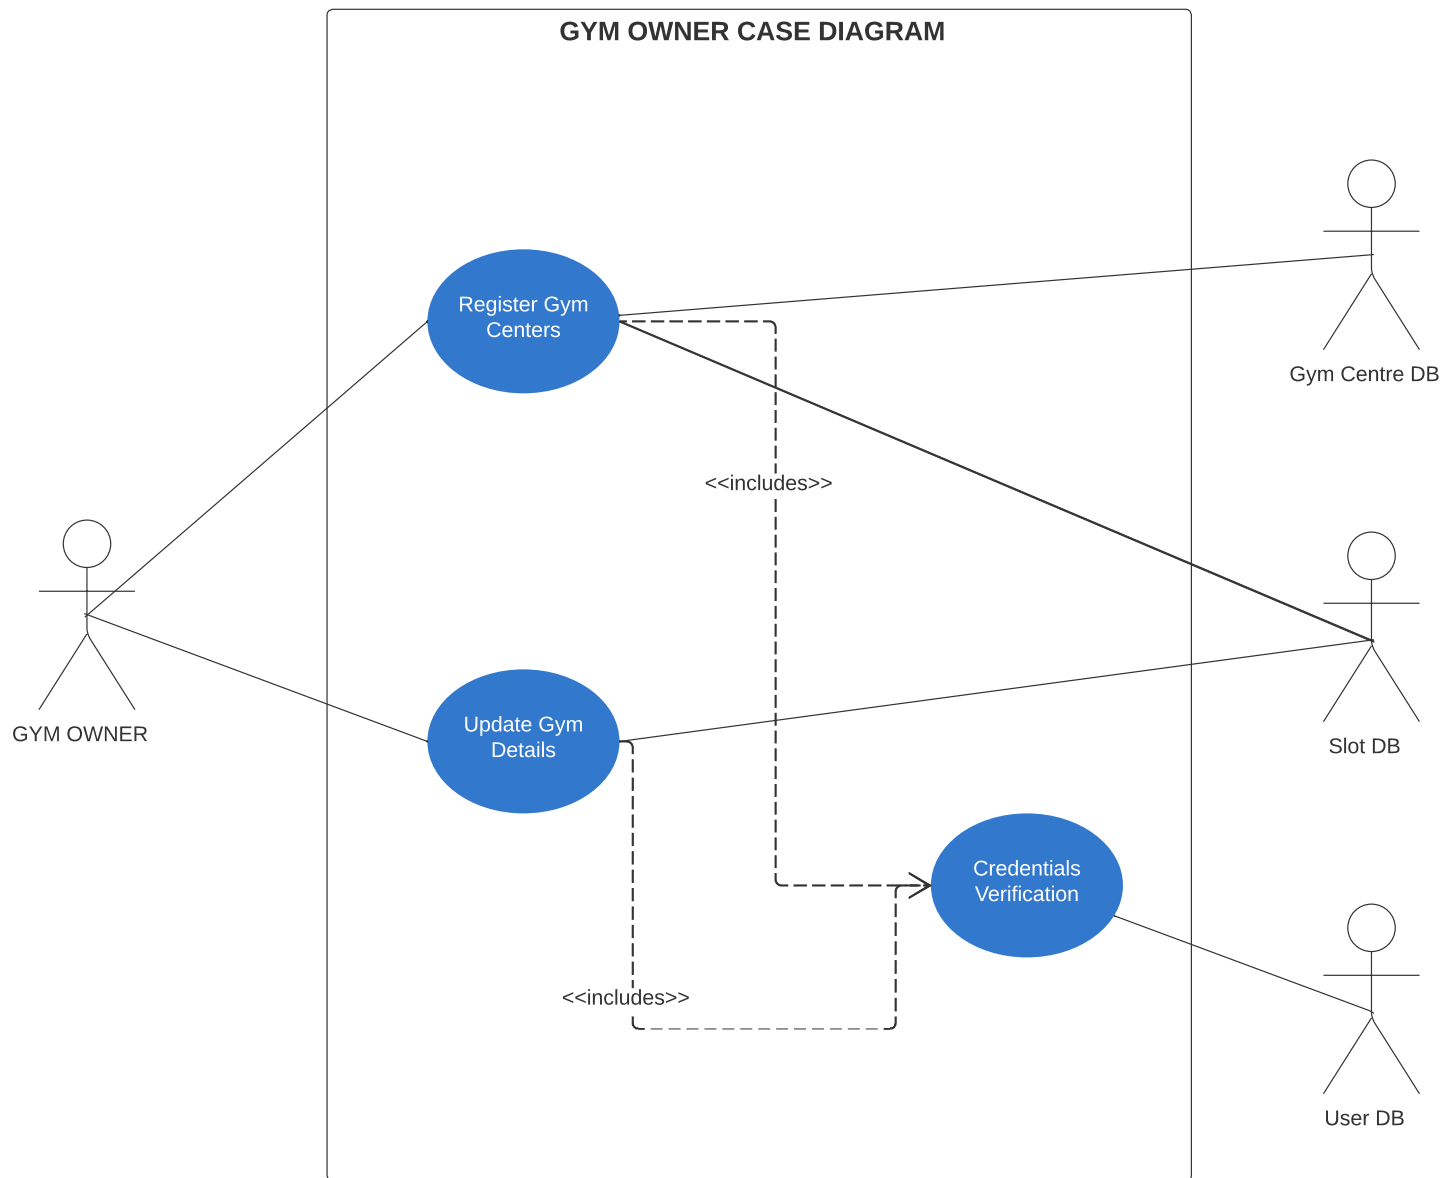 GYM OWNER CASE DIAGRAM
Register Gym
Centers
Gym Centre DB
<<includes>>
GYM OWNER
Update Gym
Details
Slot DB
Credentials
Verification
<<includes>>
User DB